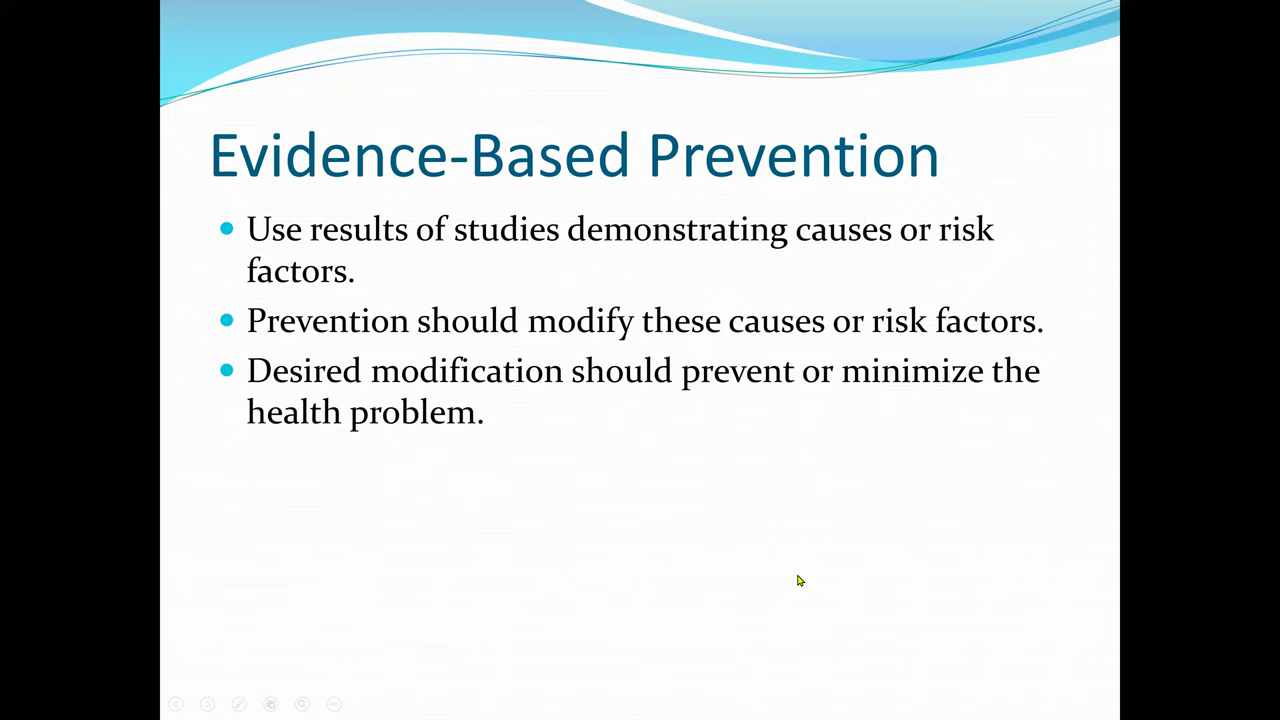 Evidence-Based Prevention
Use results of studies demonstrating causes or risk
factors.
Prevention should modify these causes or risk factors.
Desired modification should prevent or minimize the
health problem.